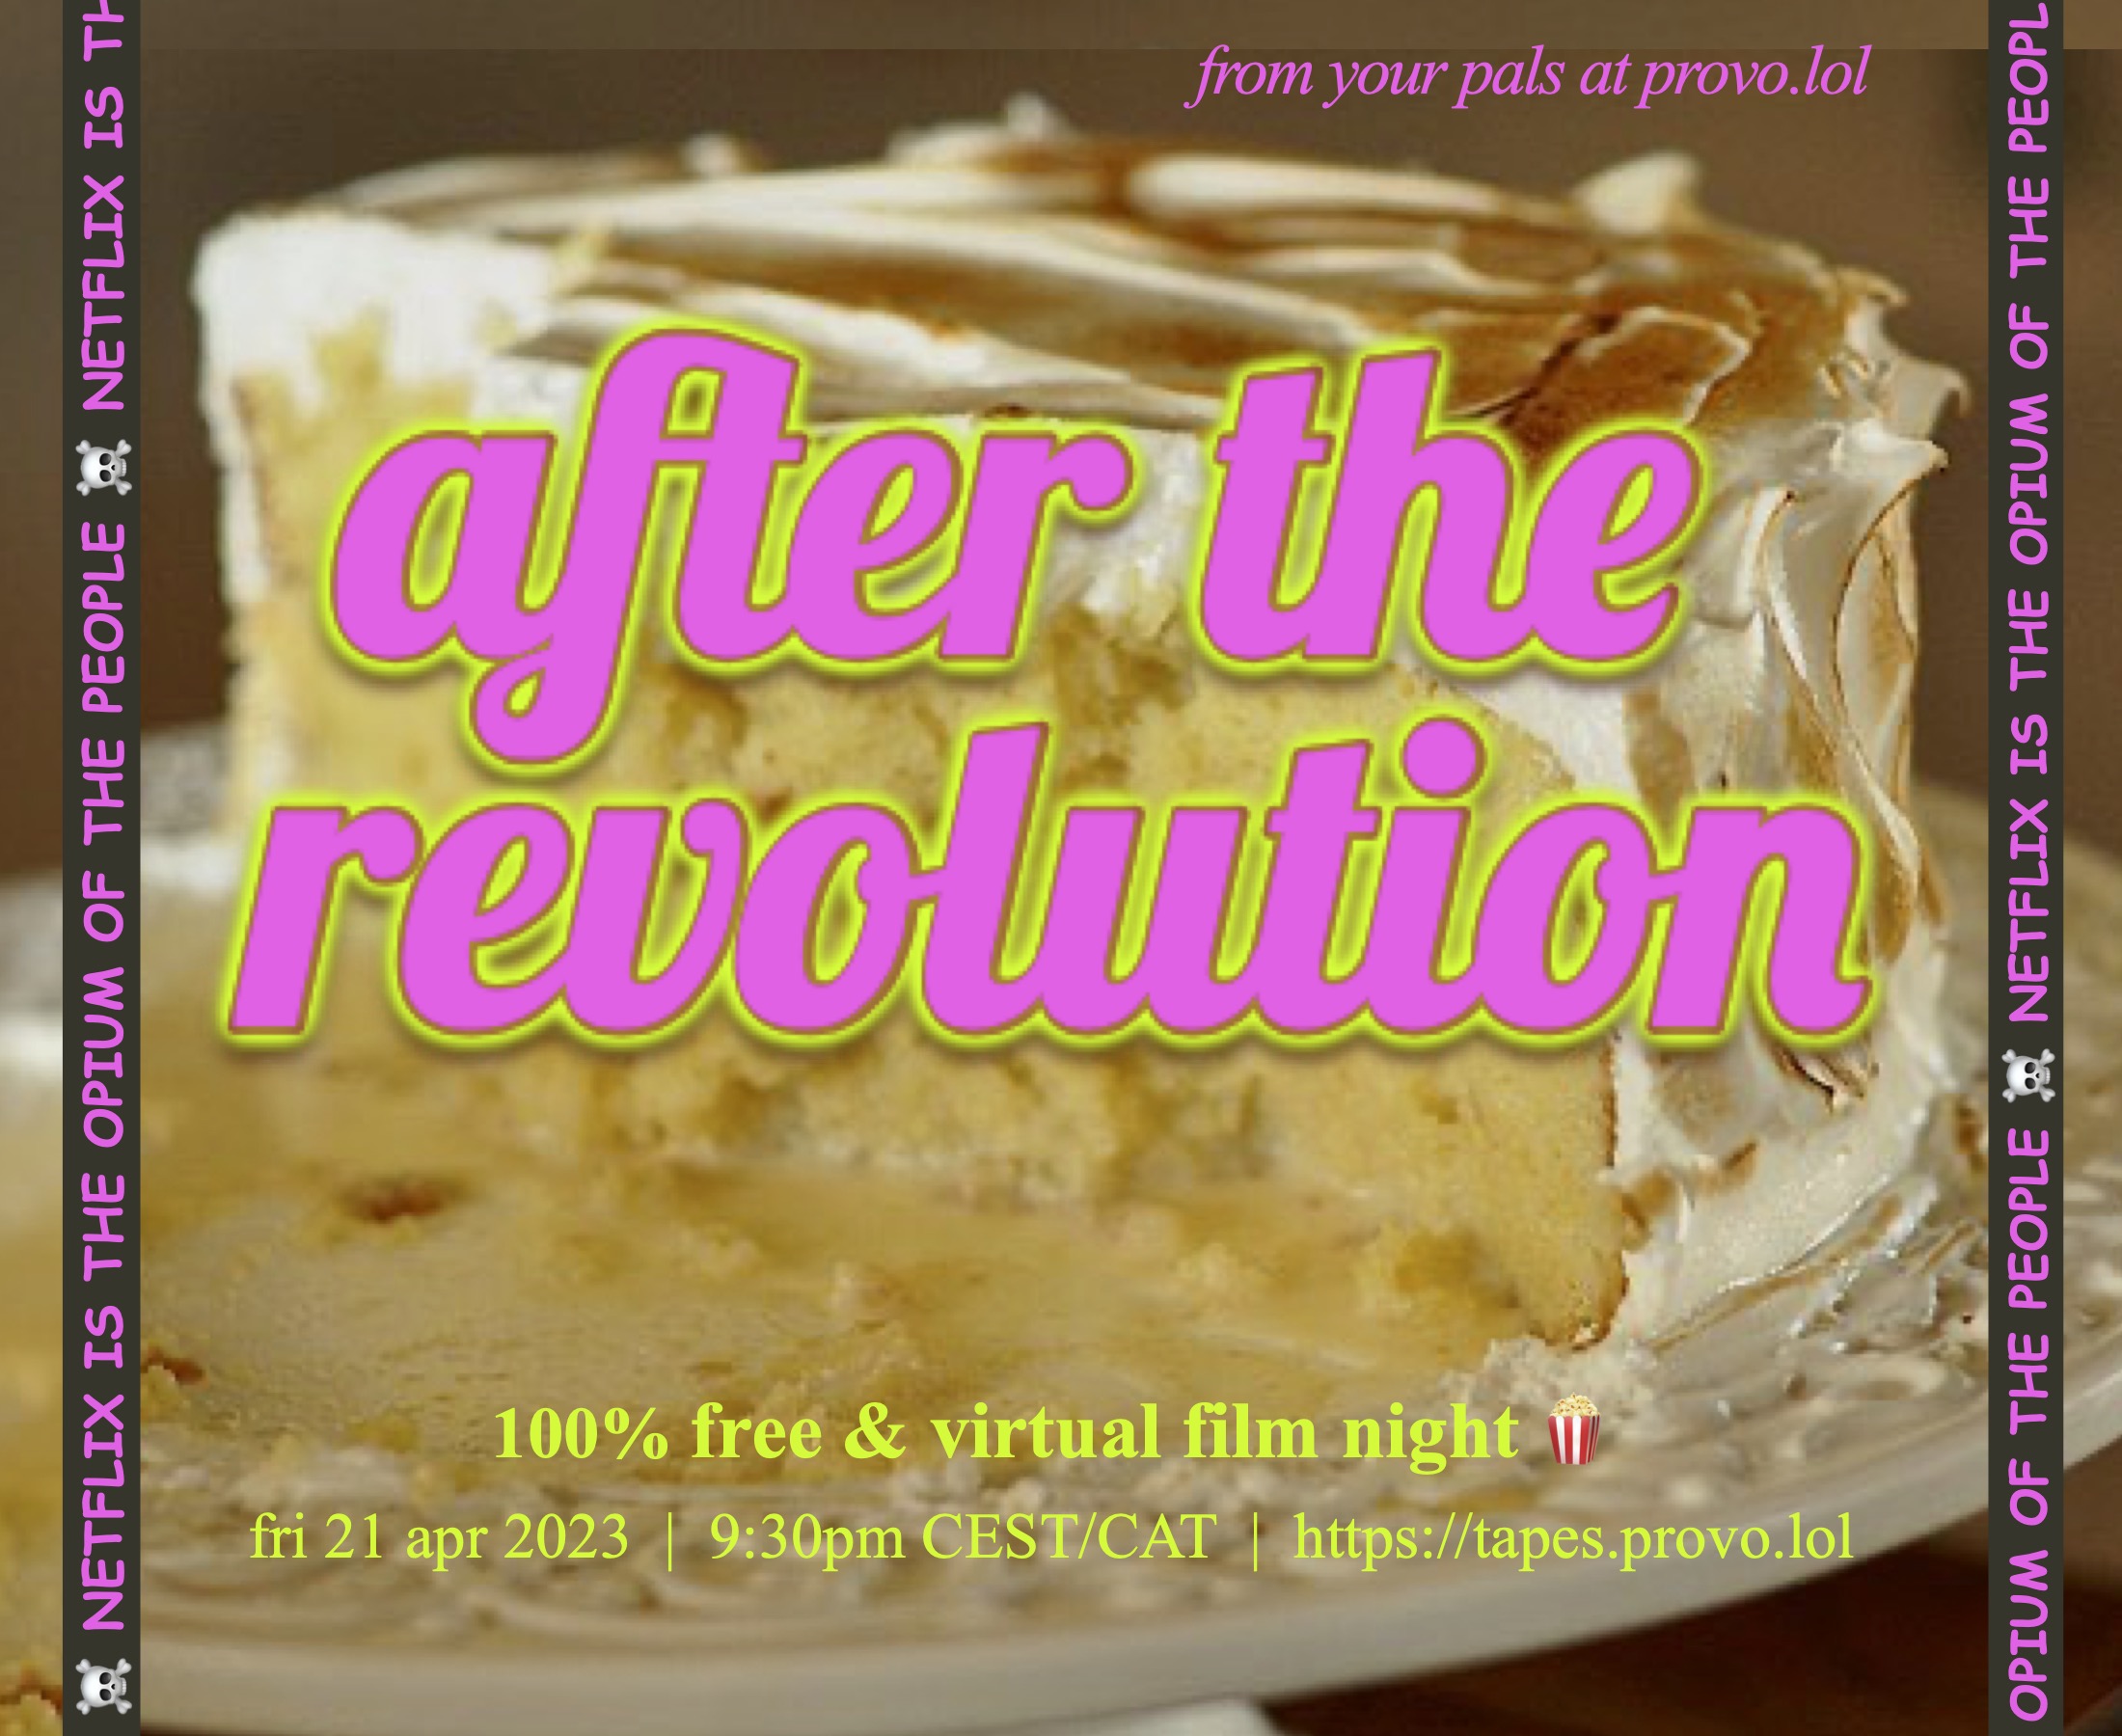 from your pals at provo.lol
after the
revolution
100% free & virtual film night 🍿
fri 21 apr 2023 | 9:30pm CEST/CAT | https://tapes.provo.lol
☠️ NETFLIX IS THE OPIUM OF THE PEOPLE ☠️ NETFLIX IS TH
OPIUM OF THE PEOPLE ☠️ NETFLIX IS THE OPIUM OF THE PEOPL